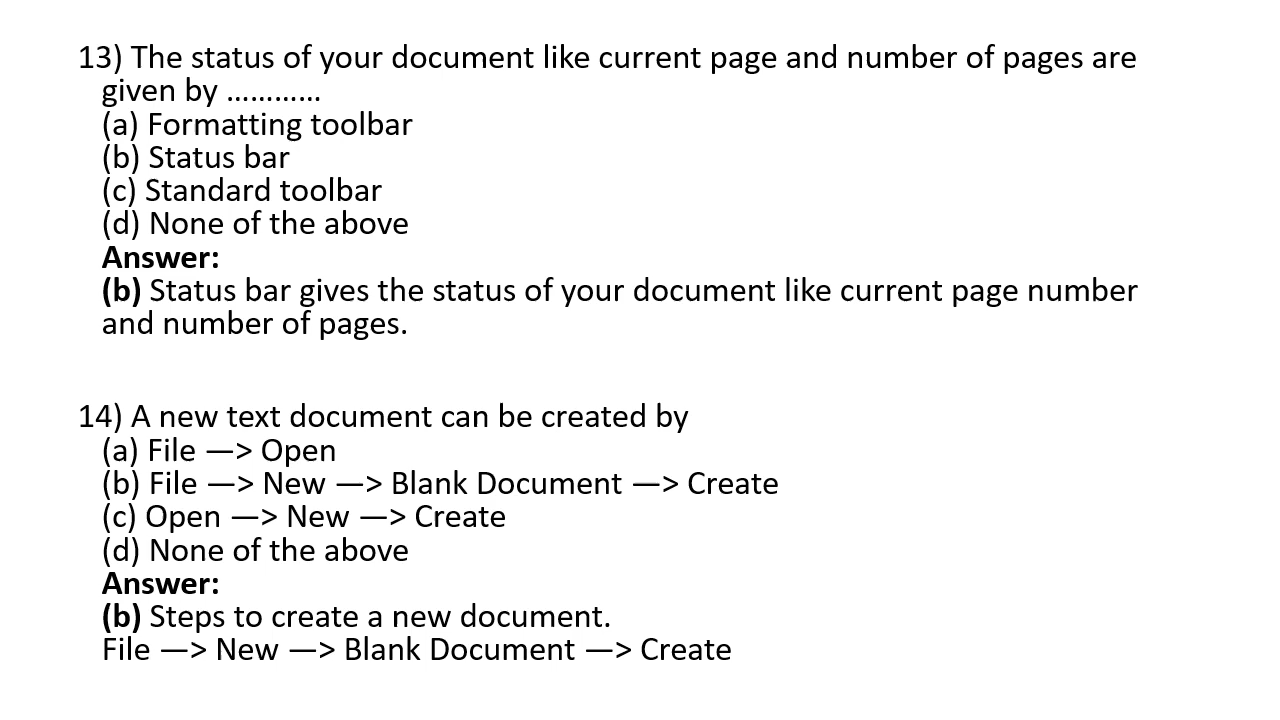 13) The status of your document like current page and number of pages are
given by …………
(a) Formatting toolbar
(b) Status bar
(c) Standard toolbar
(d) None of the above
Answer:
(b) Status bar gives the status of your document like current page number
and number of pages.
14) A new text document can be created by
(a) File —> Open
(b) File —> New —> Blank Document —> Create
(c) Open —> New —> Create
(d) None of the above
Answer:
(b) Steps to create a new document.
File —> New —> Blank Document —> Create